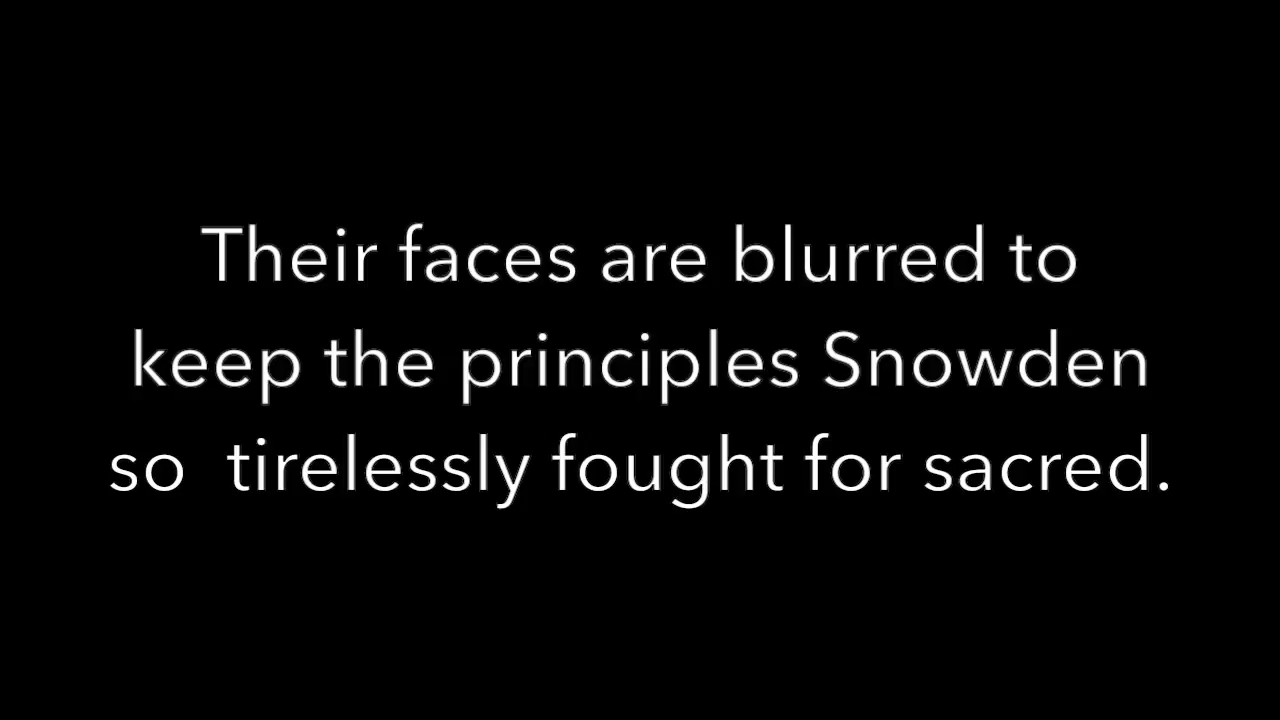 Their faces are blurred to
keep the principles Snowden
so  tirelessly fought for sacred.